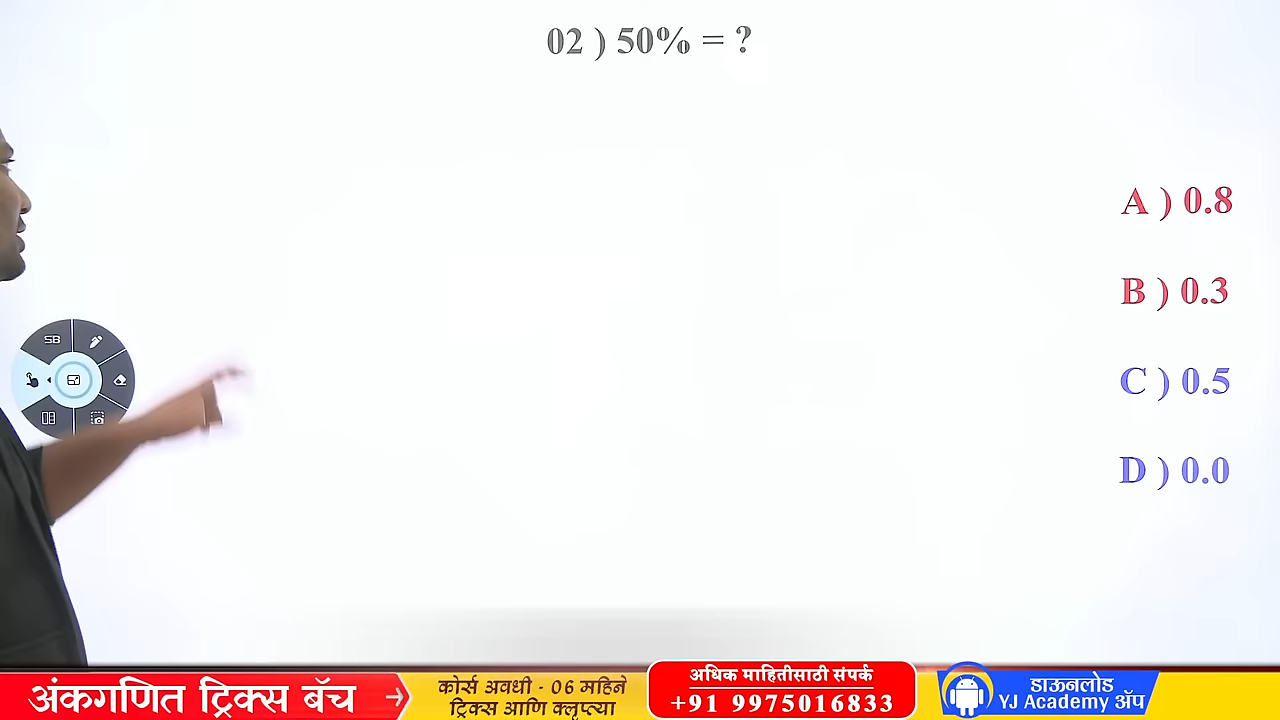 02 ) 50% = ?
A ) 0.8
B ) 0.3
C ) 0.5
D ) 0.0
SB
अंकगणित ट्रिक्स बॅच
कोर्स अवधी - 06 महिने
ट्रिक्स आणि क्लृप्त्या
अधिक माहितीसाठी संपर्क
+91 9975016833
डाऊनलोड
YJ Academy ॲप